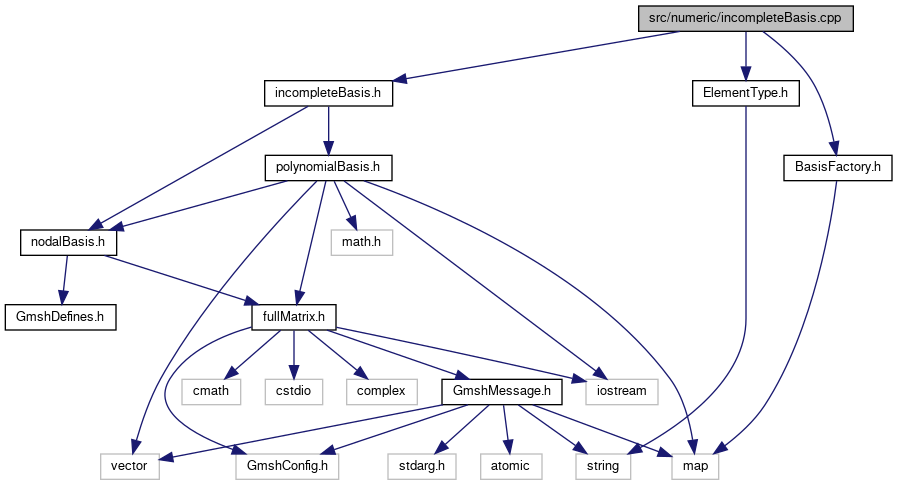 src/numeric/incompleteBasis.cpp
incompleteBasis.h
ElementType.h
polynomialBasis.h
BasisFactory.h
nodalBasis.h
math.h
GmshDefines.h
fullMatrix.h
cmath
cstdio
complex
GmshMessage.h
iostream
vector
GmshConfig.h
stdarg.h
atomic
string
map